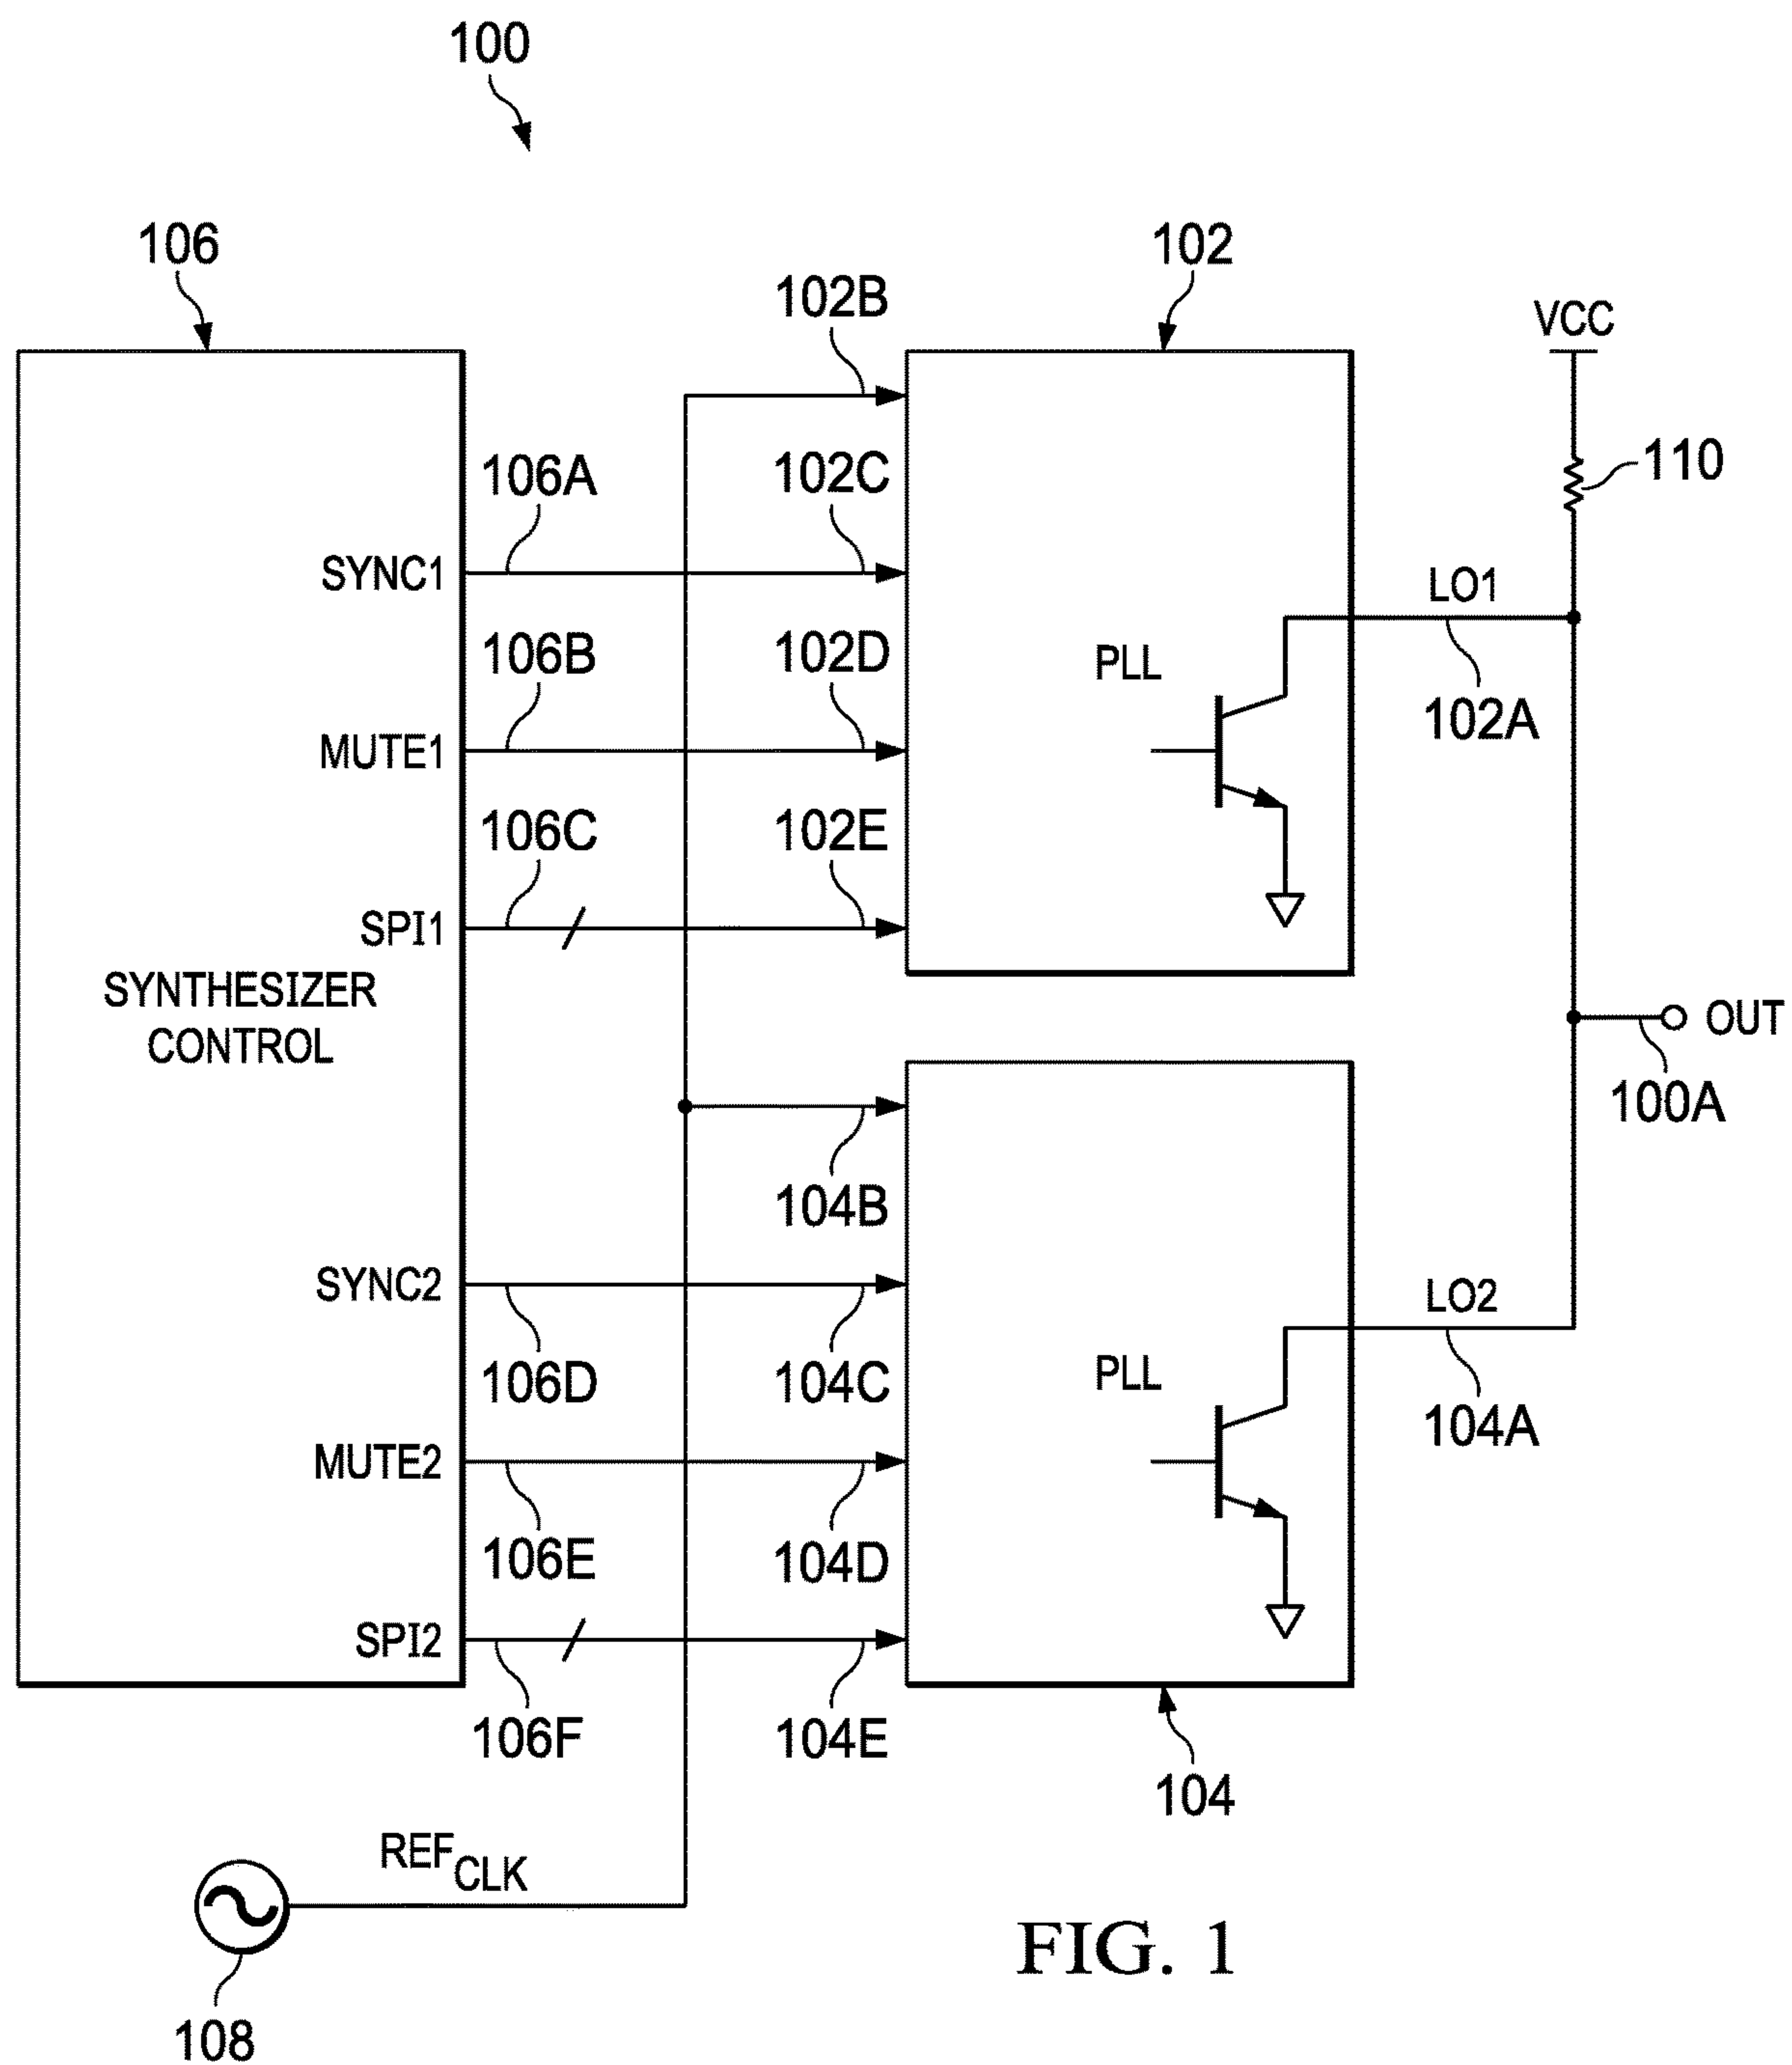 100
106
102
102B
VCC
106A
102C
110
SYNC1
LO1
106B
102D
PLL
102A
MUTE1
106C
102E
SPI1
SYNTHESIZER
CONTROL
OUT
100A
104B
SYNC2
LO2
106D
104C
PLL
104A
MUTE2
106E
104D
SPI2
106F
104E
104
REFCLK
FIG. 1
108